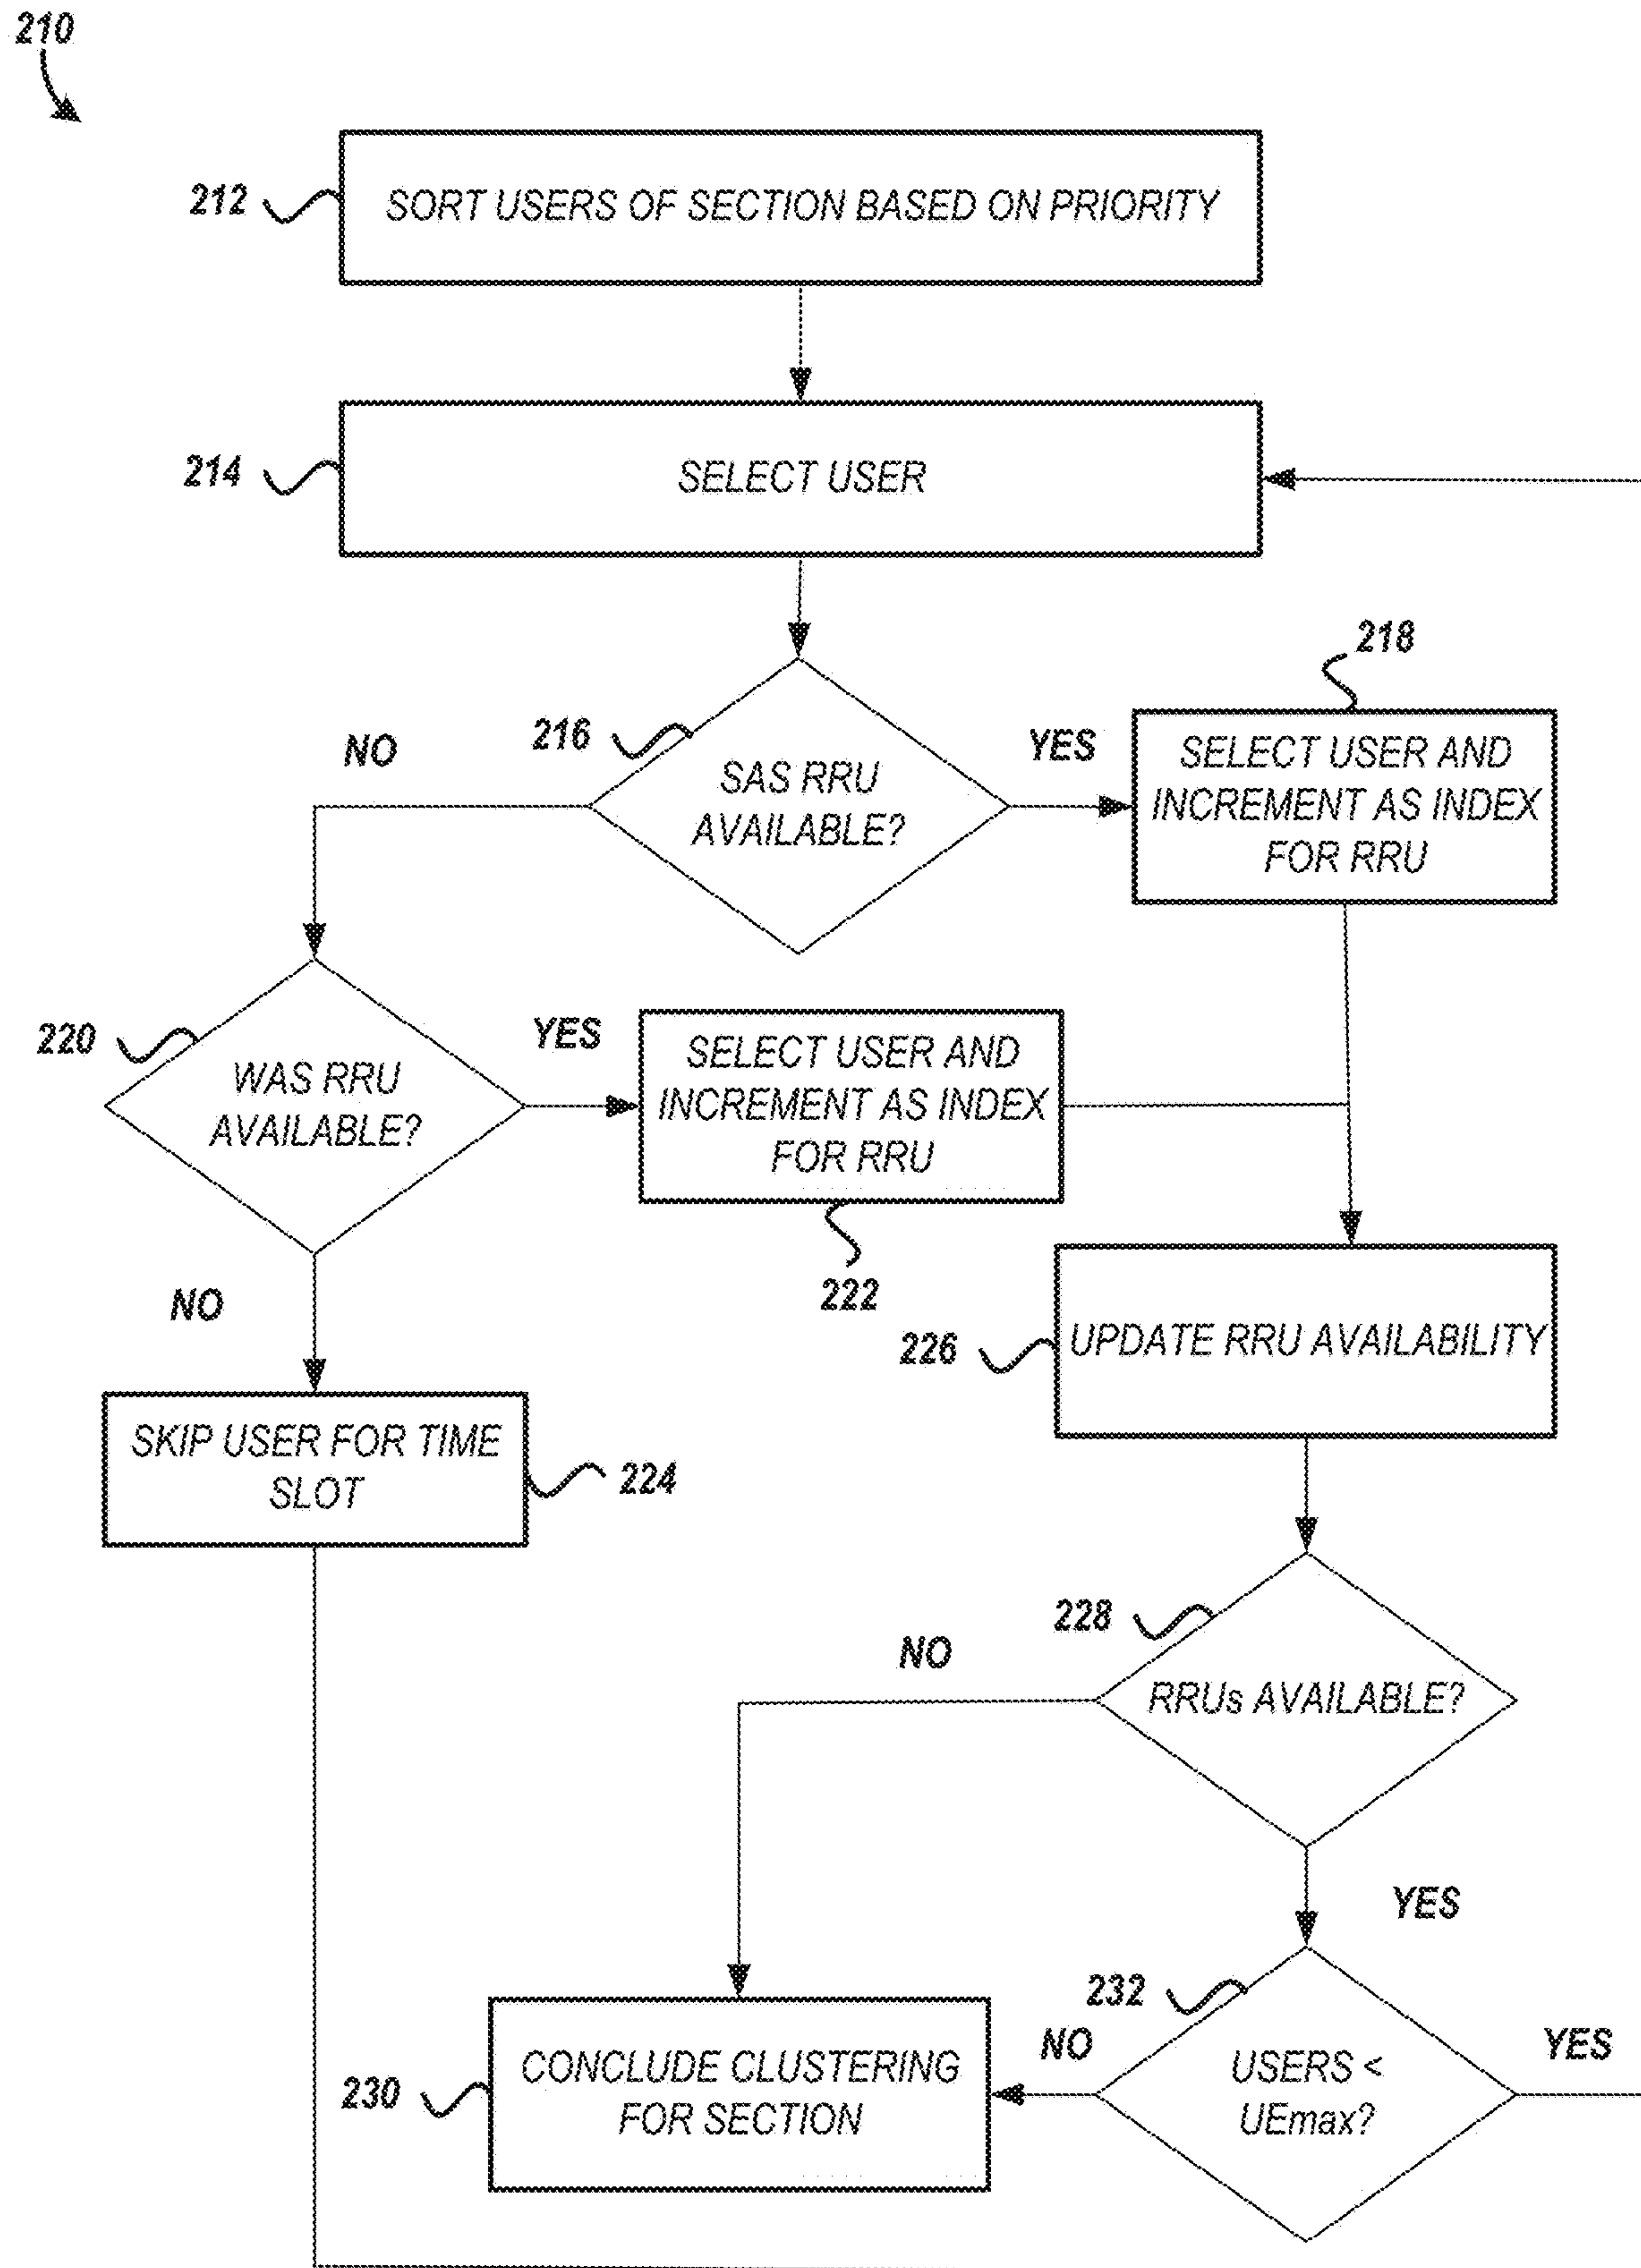 210
212
SORT USERS OF SECTION BASED ON PRIORITY
214
SELECT USER
216
SAS RRU
AVAILABLE?
NO
YES
218
SELECT USER AND
INCREMENT AS INDEX
FOR RRU
220
WAS RRU
AVAILABLE?
YES
SELECT USER AND
INCREMENT AS INDEX
FOR RRU
222
NO
SKIP USER FOR TIME
SLOT
224
226
UPDATE RRU AVAILABILITY
228
RRUs AVAILABLE?
NO
YES
232
USERS <
UEmax?
NO
YES
230
CONCLUDE CLUSTERING
FOR SECTION